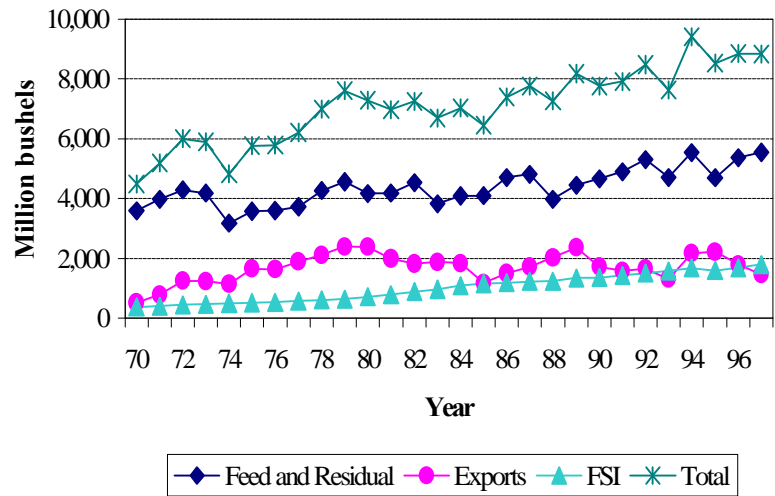 10,000
8,000
6,000
4,000
2,000
0
Million bushels
70 72 74 76 78 80 82 84 86 88 90 92 94 96
Year
Feed and Residual Exports FSI Total